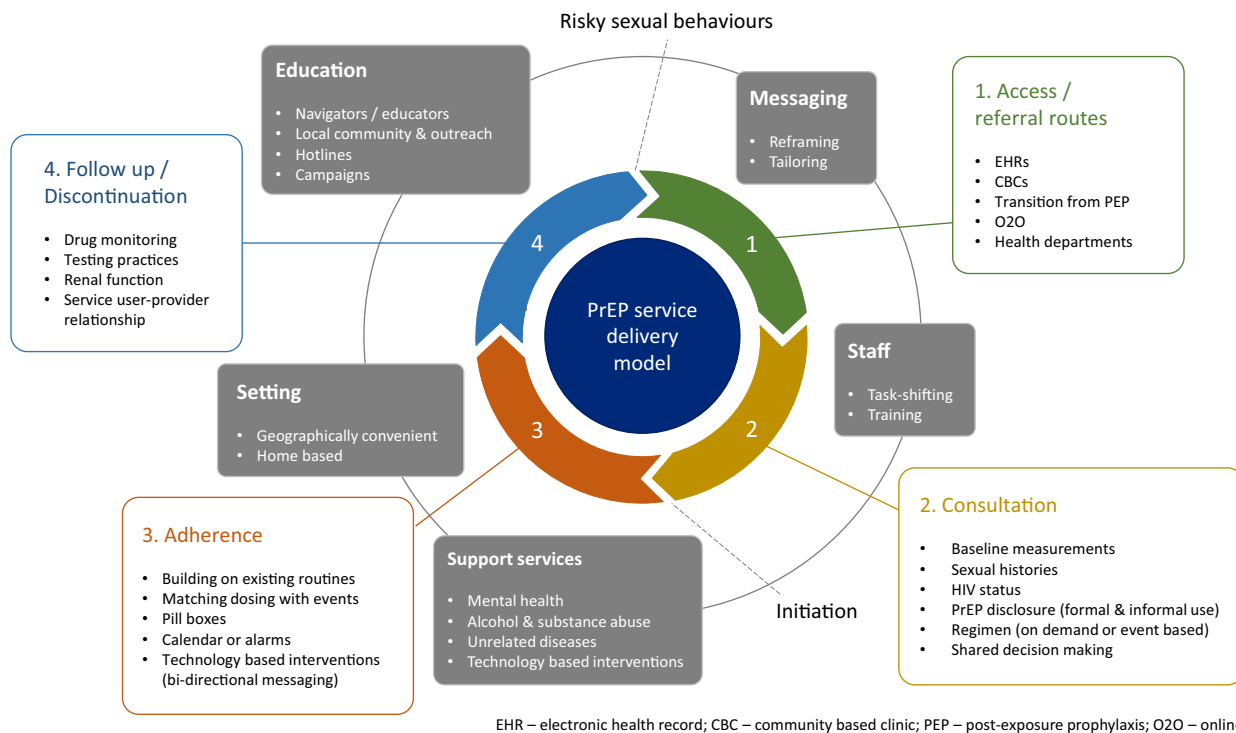 Risky sexual behaviours
Education
• Navigators / educators
• Local community & outreach
• Hotlines
• Campaigns
Messaging
• Reframing
• Tailoring
1. Access /
referral routes
• EHRs
• CBCs
• Transition from PEP
• O2O
• Health departments
4. Follow up /
Discontinuation
• Drug monitoring
• Testing practices
• Renal function
• Service user-provider
relationship
4
1
PrEP service
delivery
model
3
2
Staff
• Task-shifting
• Training
Setting
• Geographically convenient
• Home based
3. Adherence
• Building on existing routines
• Matching dosing with events
• Pill boxes
• Calendar or alarms
• Technology based interventions
(bi-directional messaging)
Support services
• Mental health
• Alcohol & substance abuse
• Unrelated diseases
• Technology based interventions
Initiation
2. Consultation
• Baseline measurements
• Sexual histories
• HIV status
• PrEP disclosure (formal & informal use)
• Regimen (on demand or event based)
• Shared decision making
EHR – electronic health record; CBC – community based clinic; PEP – post-exposure prophylaxis; O2O – online